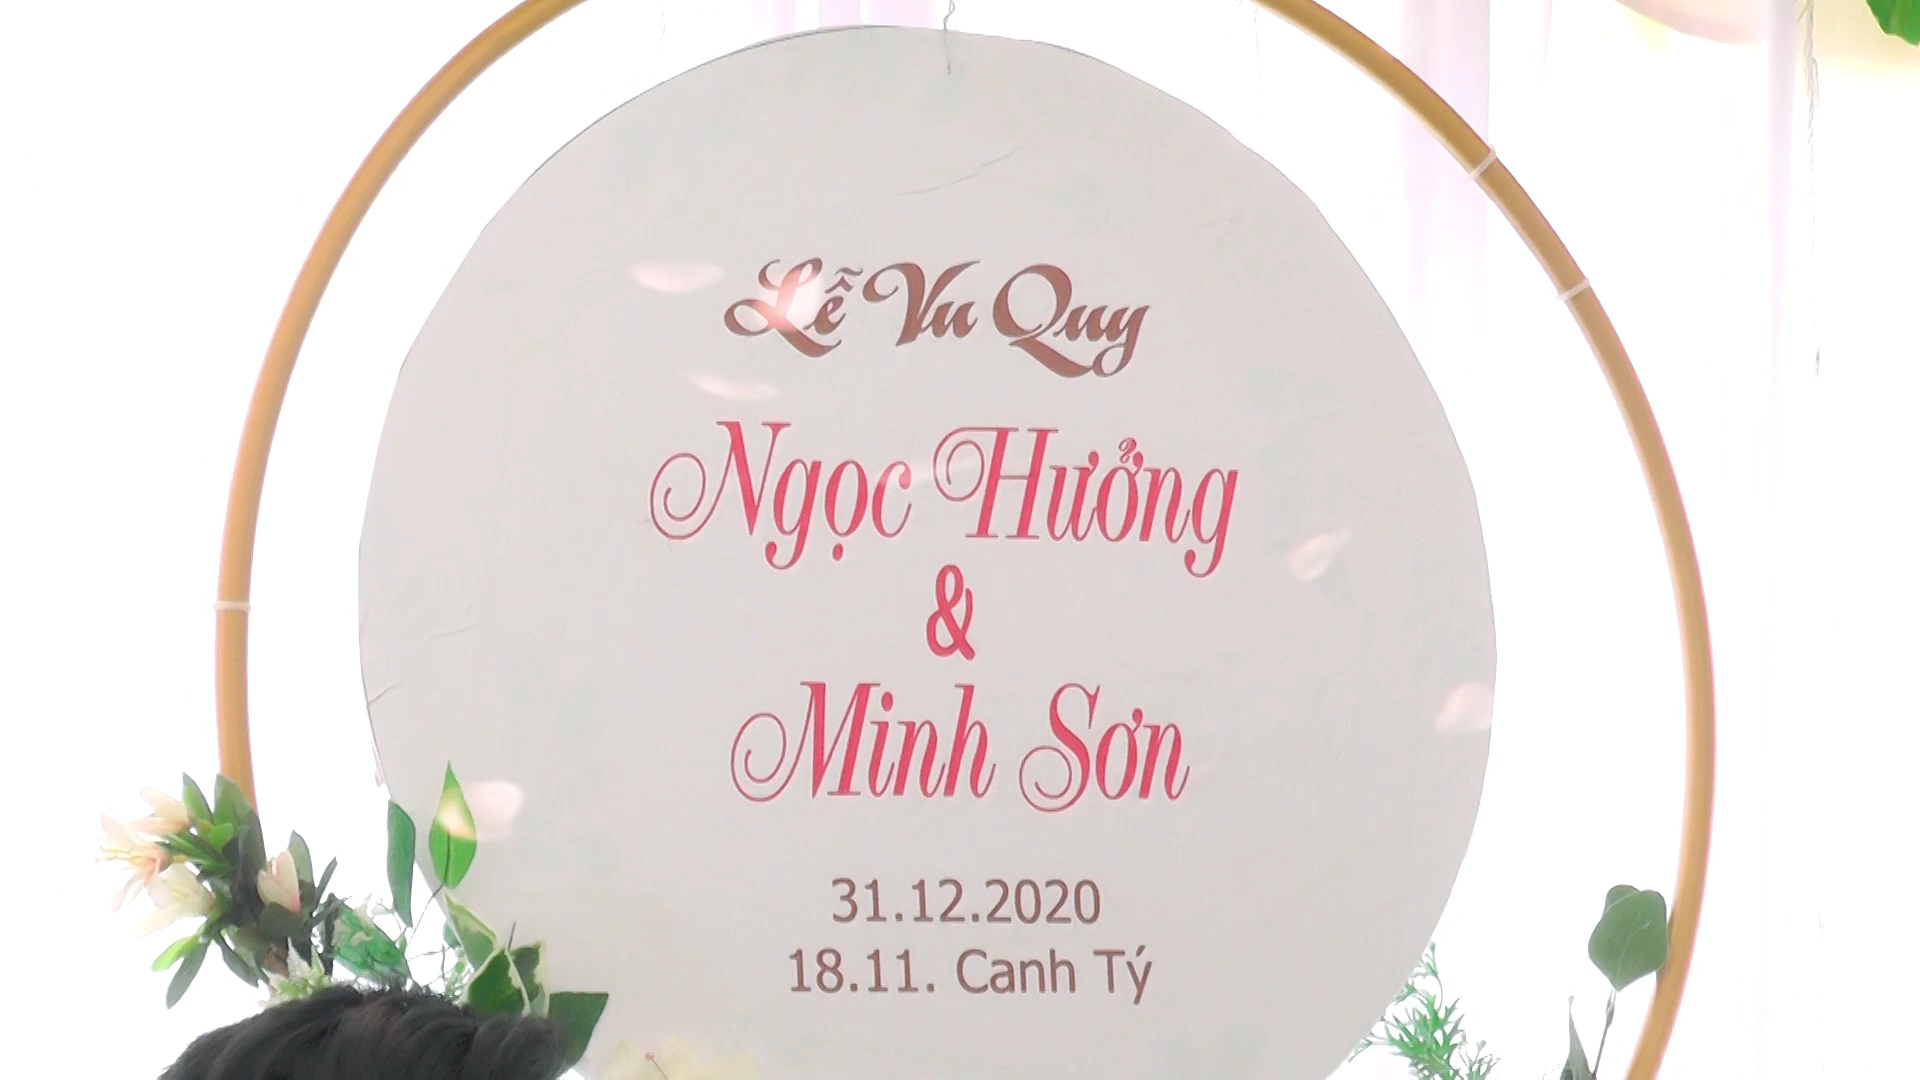 Lễ Vu Quy
Ngọc Hưởng
&
Minh Sơn
31.12.2020
18.11. Canh Tý